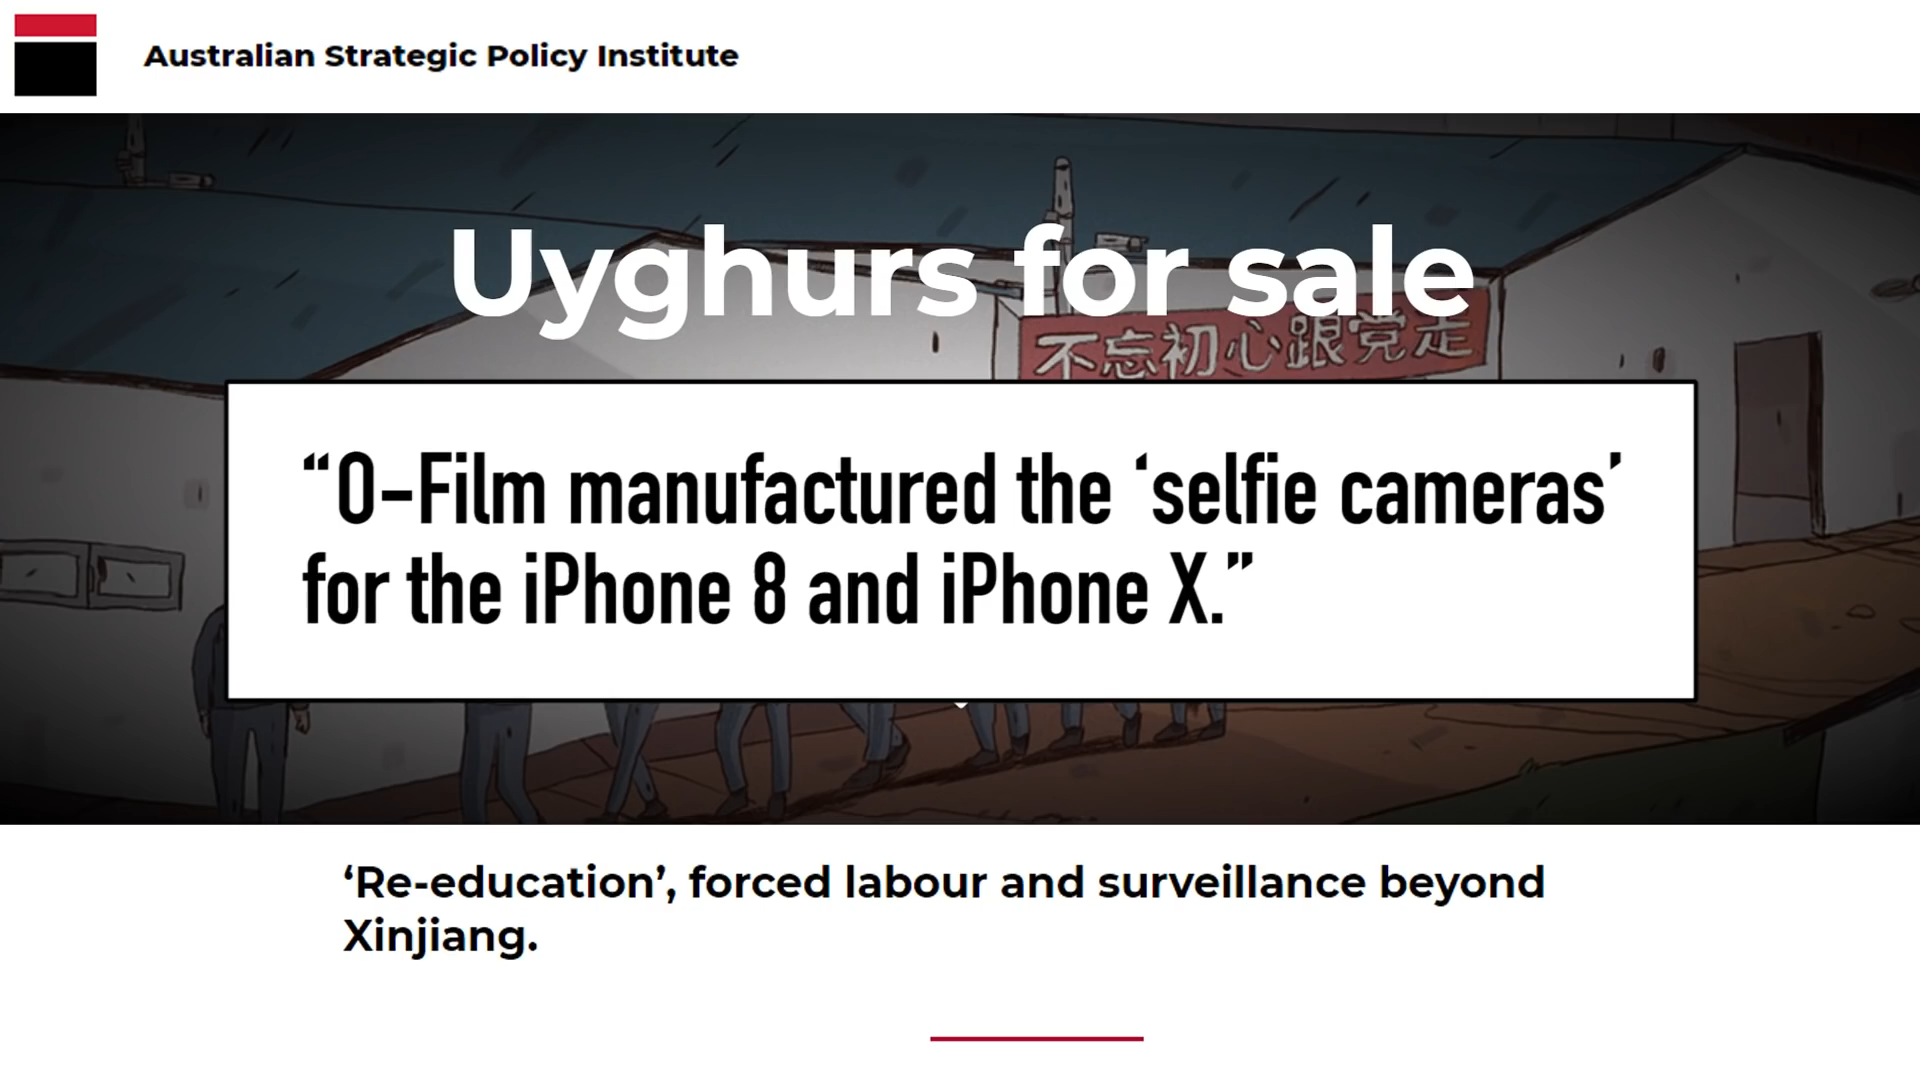 Australian Strategic Policy Institute
Uyghurs for sale
不忘初心跟党走
“O-Film manufactured the ‘selfie cameras’
for the iPhone 8 and iPhone X.”
‘Re-education’, forced labour and surveillance beyond
Xinjiang.